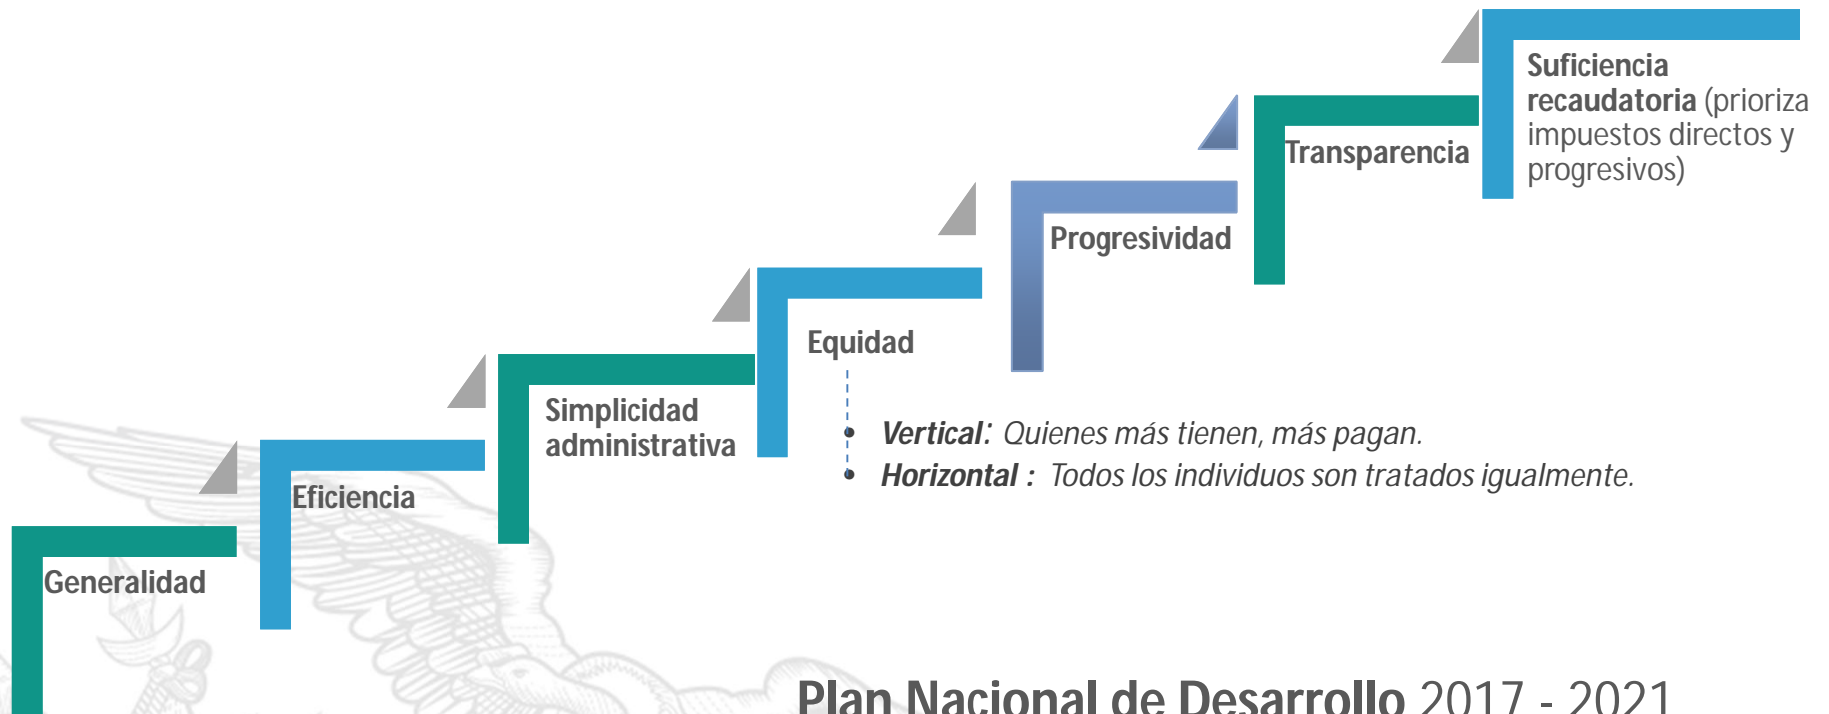 Suficiencia
recaudatoria (prioriza
impuestos directos y
progresivos)
Transparencia
Progresividad
Equidad
• Vertical: Quienes más tienen, más pagan.
• Horizontal : Todos los individuos son tratados igualmente.
Simplicidad
administrativa
Eficiencia
Generalidad
Plan Nacional de Desarrollo 2017 - 2021